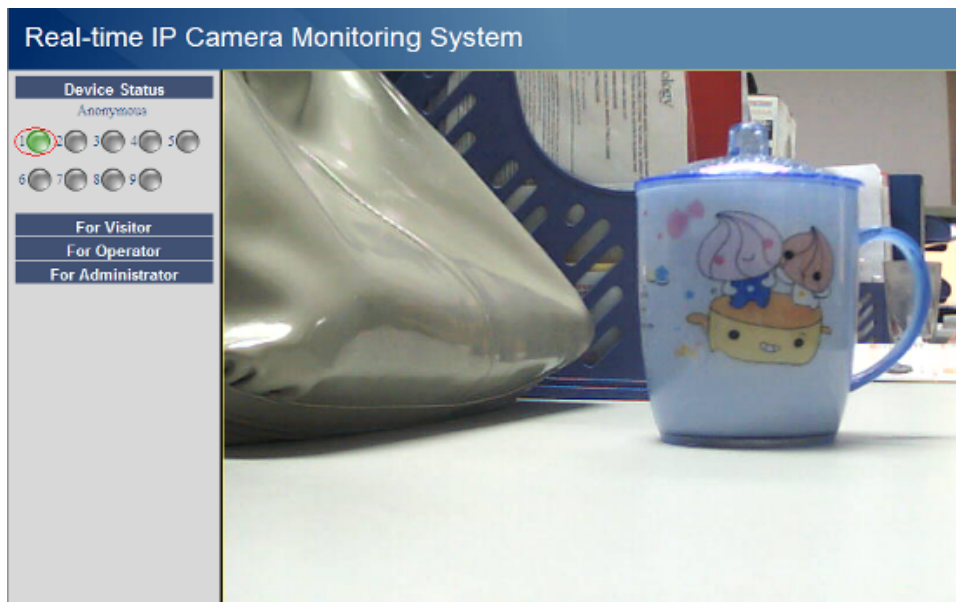 Real-time IP Camera Monitoring System
Device Status
Anonymous
1 2 3 4 5
6 7 8 9
For Visitor
For Operator
For Administrator